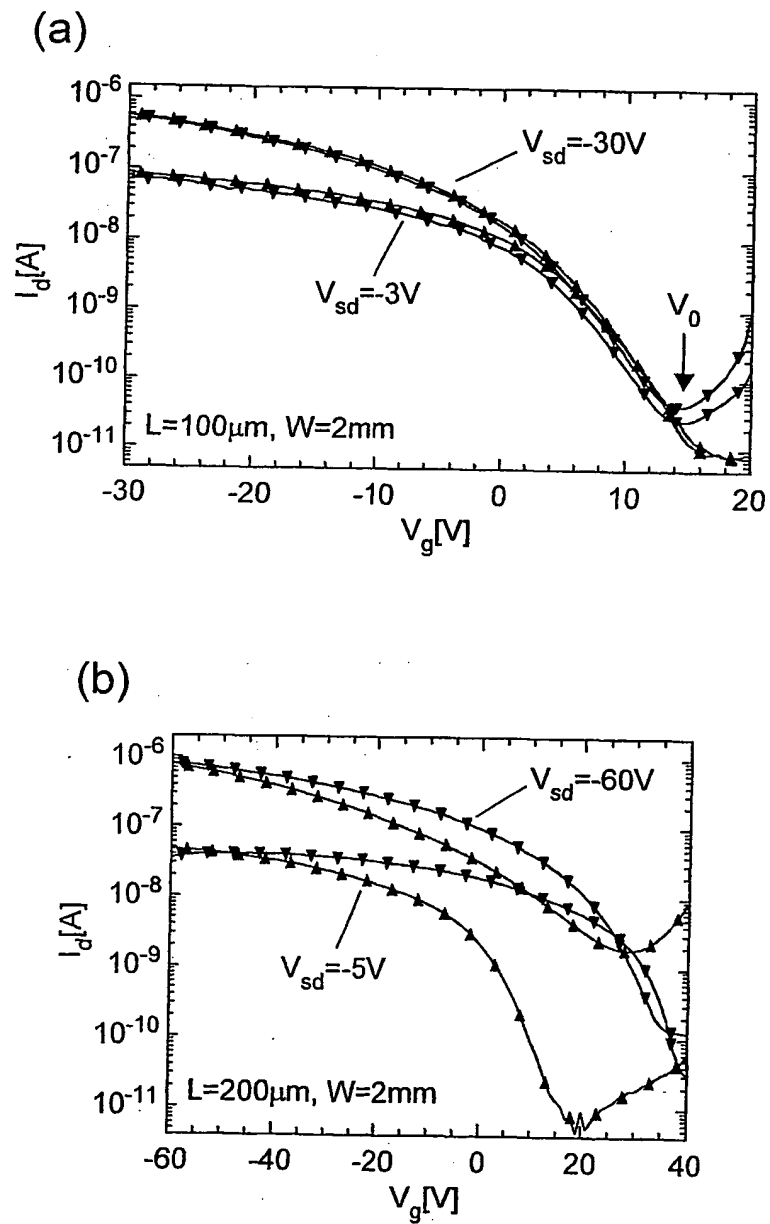 (a)
10⁻⁶
10⁻⁷
10⁻⁸
10⁻⁹
10⁻¹⁰
10⁻¹¹
I_d[A]
V_sd=-30V
V_sd=-3V
V_0
L=100μm, W=2mm
-30 -20 -10 0 10 20
V_g[V]
(b)
10⁻⁶
10⁻⁷
10⁻⁸
10⁻⁹
10⁻¹⁰
10⁻¹¹
I_d[A]
V_sd=-60V
V_sd=-5V
L=200μm, W=2mm
-60 -40 -20 0 20 40
V_g[V]